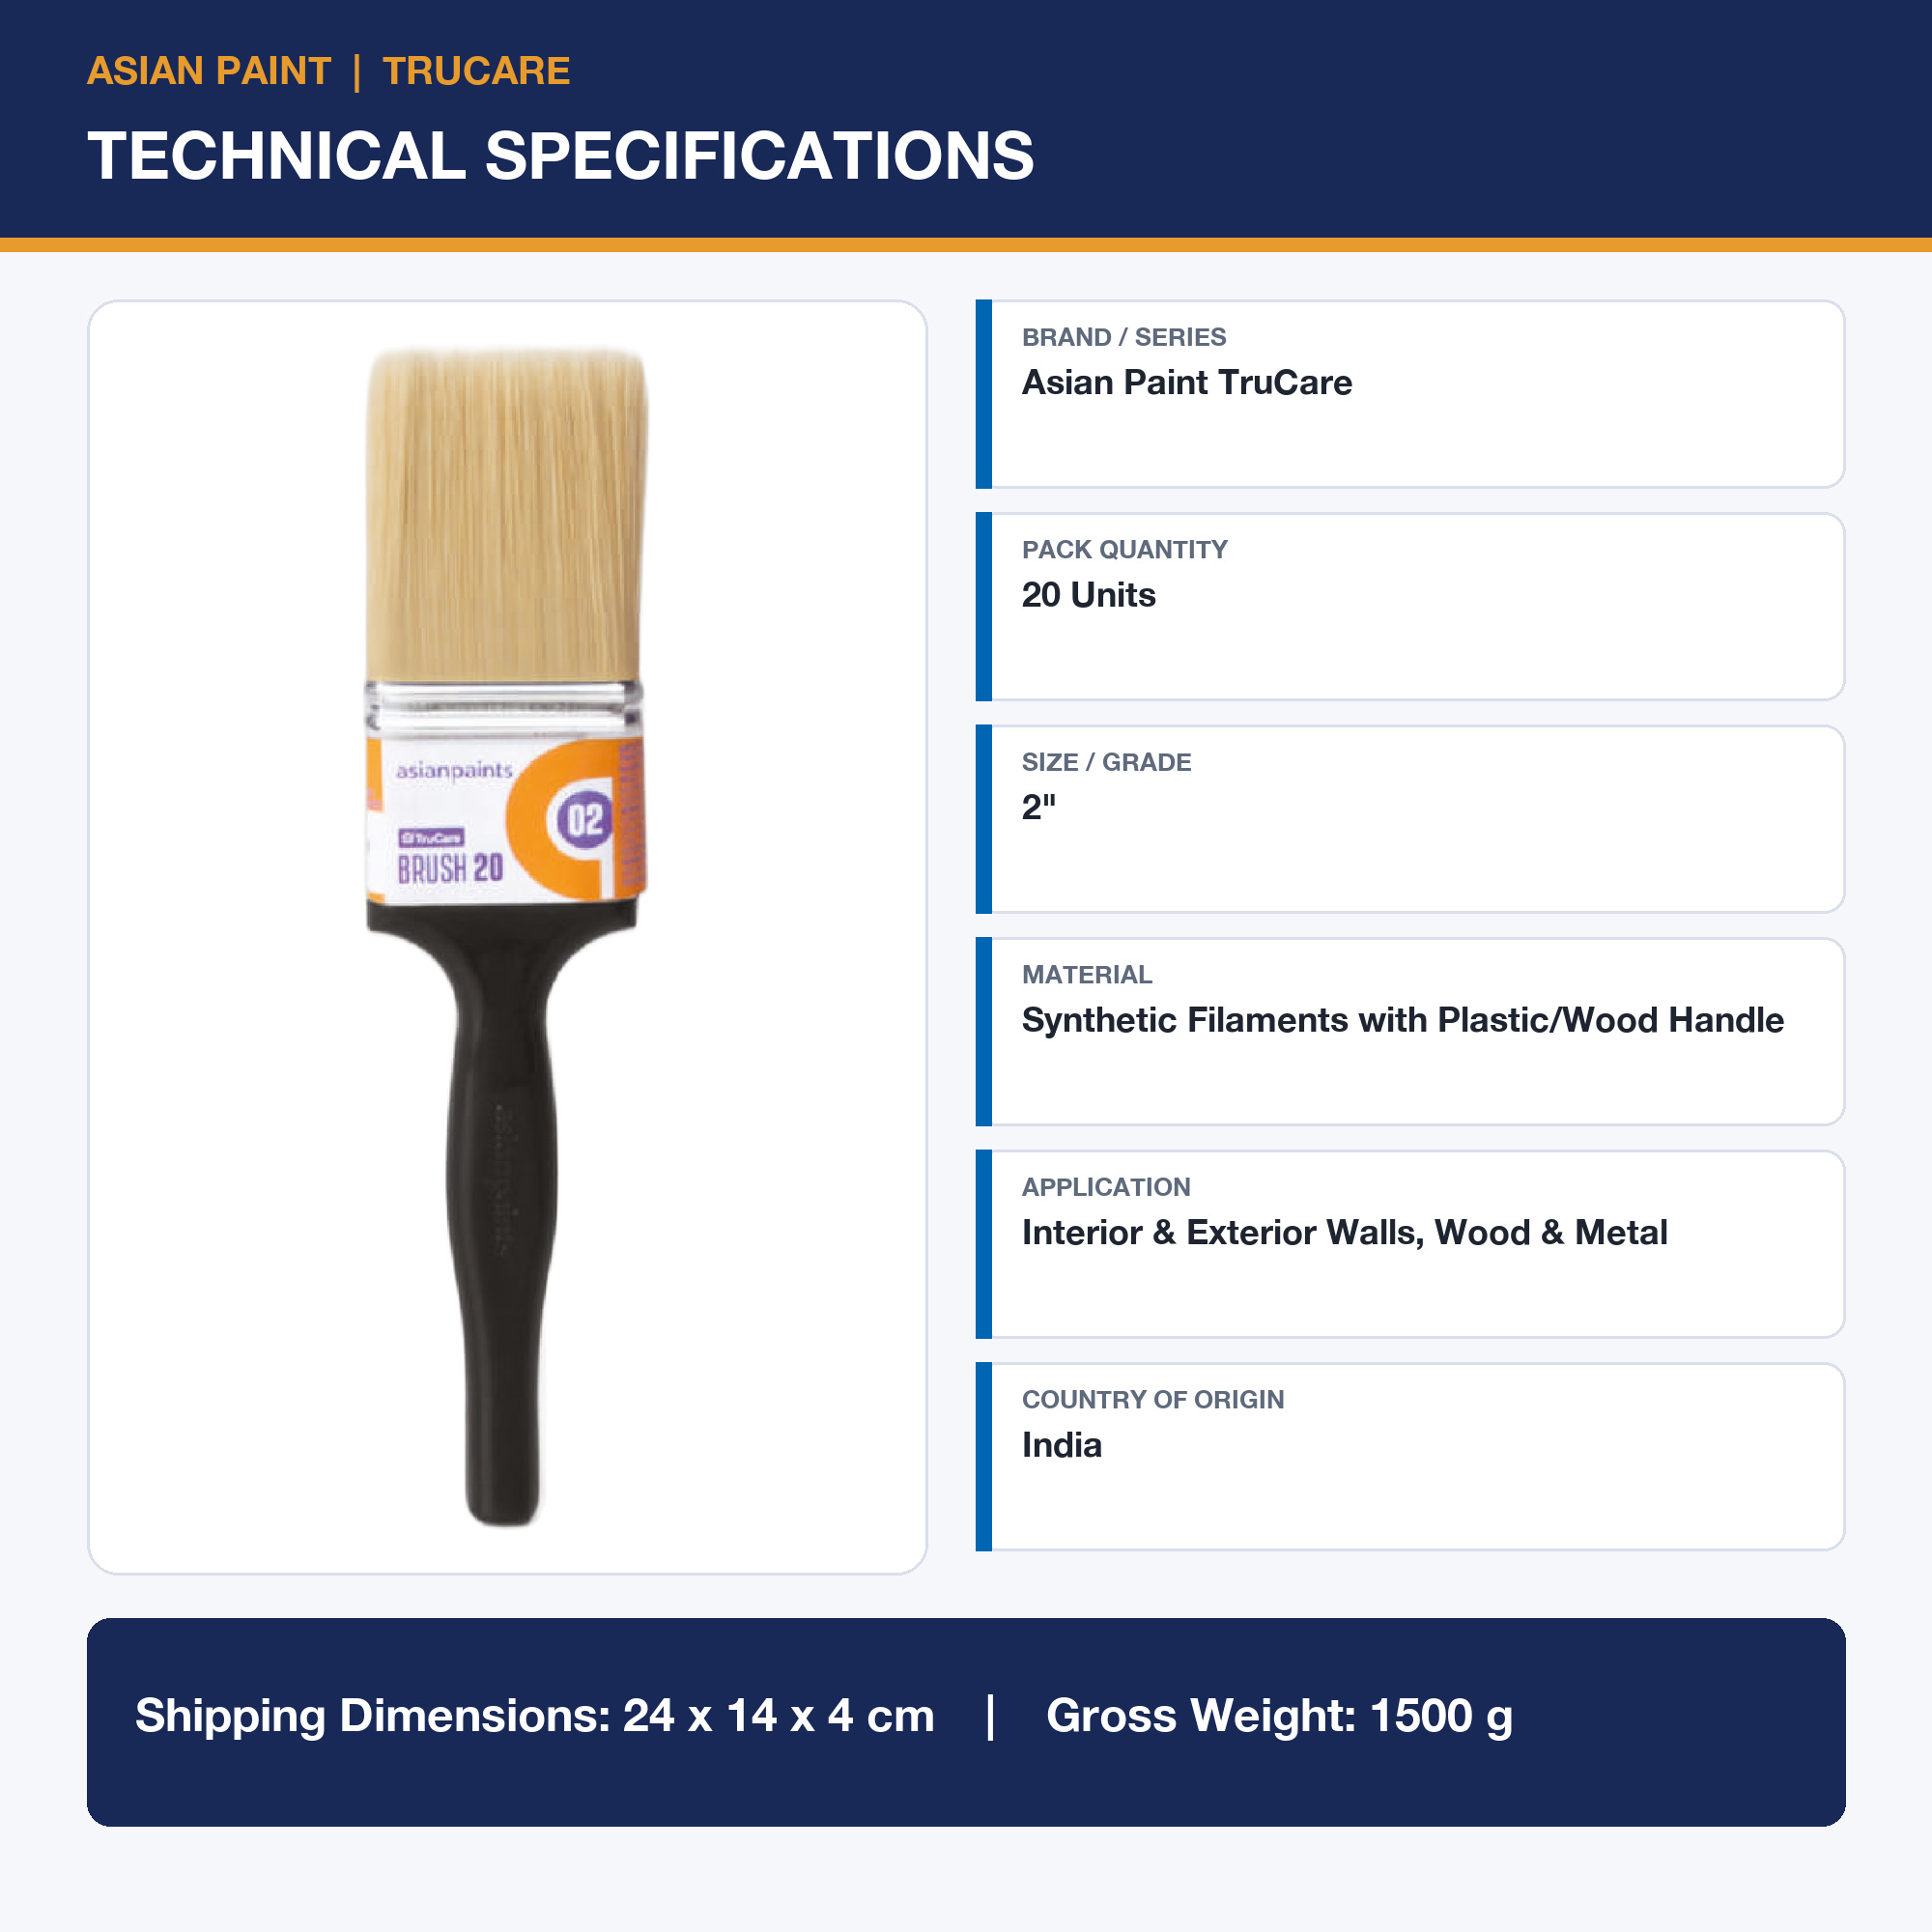 ASIAN PAINT | TRUCARE
TECHNICAL SPECIFICATIONS
asianpaints
02
TruCare
BRUSH 20
asianpaints
BRAND / SERIES
Asian Paint TruCare
PACK QUANTITY
20 Units
SIZE / GRADE
2"
MATERIAL
Synthetic Filaments with Plastic/Wood Handle
APPLICATION
Interior & Exterior Walls, Wood & Metal
COUNTRY OF ORIGIN
India
Shipping Dimensions: 24 x 14 x 4 cm | Gross Weight: 1500 g